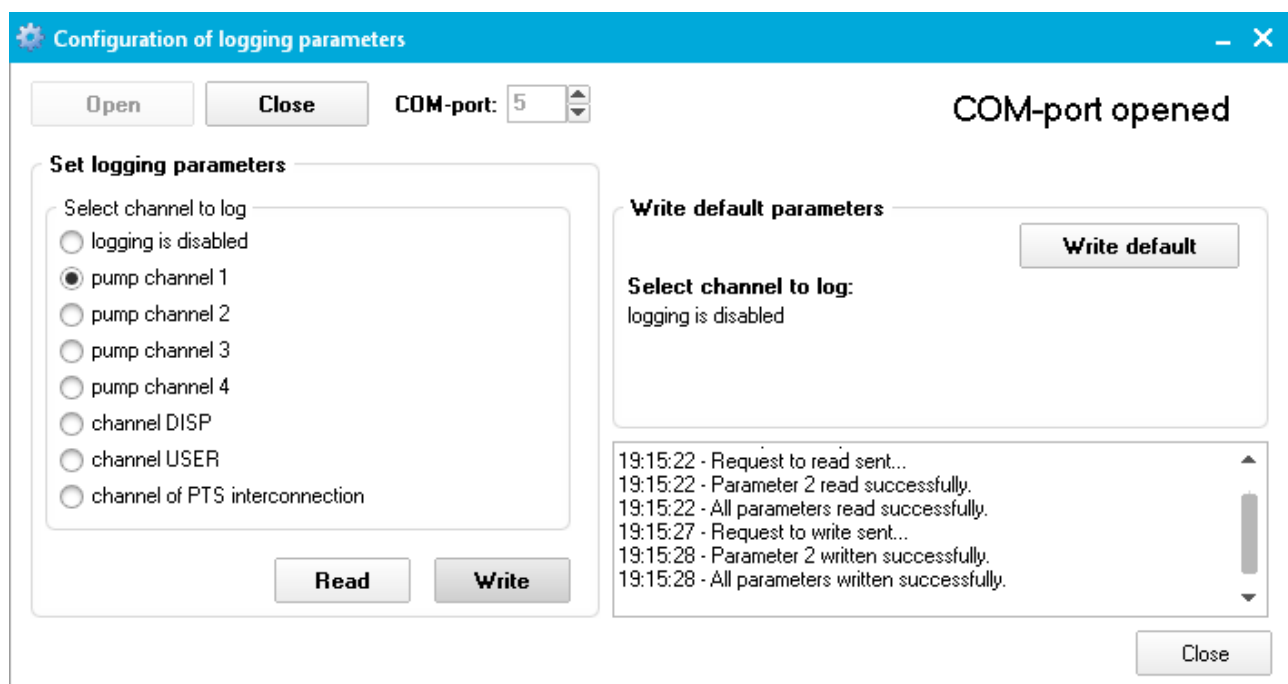 Configuration of logging parameters
Open
Close
COM-port: 5
COM-port opened
Set logging parameters
Select channel to log
logging is disabled
pump channel 1
pump channel 2
pump channel 3
pump channel 4
channel DISP
channel USER
channel of PTS interconnection
Read
Write
Write default parameters
Write default
Select channel to log:
logging is disabled
19:15:22 - Request to read sent...
19:15:22 - Parameter 2 read successfully.
19:15:22 - All parameters read successfully.
19:15:27 - Request to write sent...
19:15:28 - Parameter 2 written successfully.
19:15:28 - All parameters written successfully.
Close